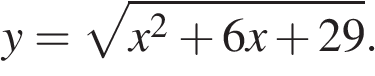 y = √(x² + 6x + 29).